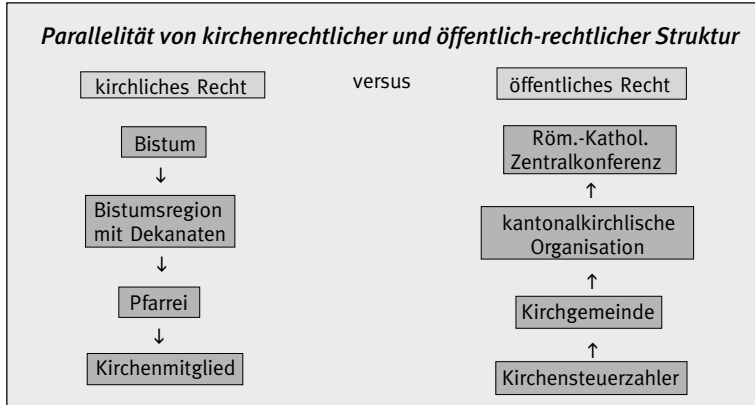 Parallelität von kirchenrechtlicher und öffentlich-rechtlicher Struktur
kirchliches Recht versus öffentliches Recht
Bistum
↓
Bistumsregion
mit Dekanaten
↓
Pfarrei
↓
Kirchenmitglied
Röm.-Kathol.
Zentralkonferenz
↑
kantonalkirchlische
Organisation
↑
Kirchgemeinde
↑
Kirchensteuerzahler